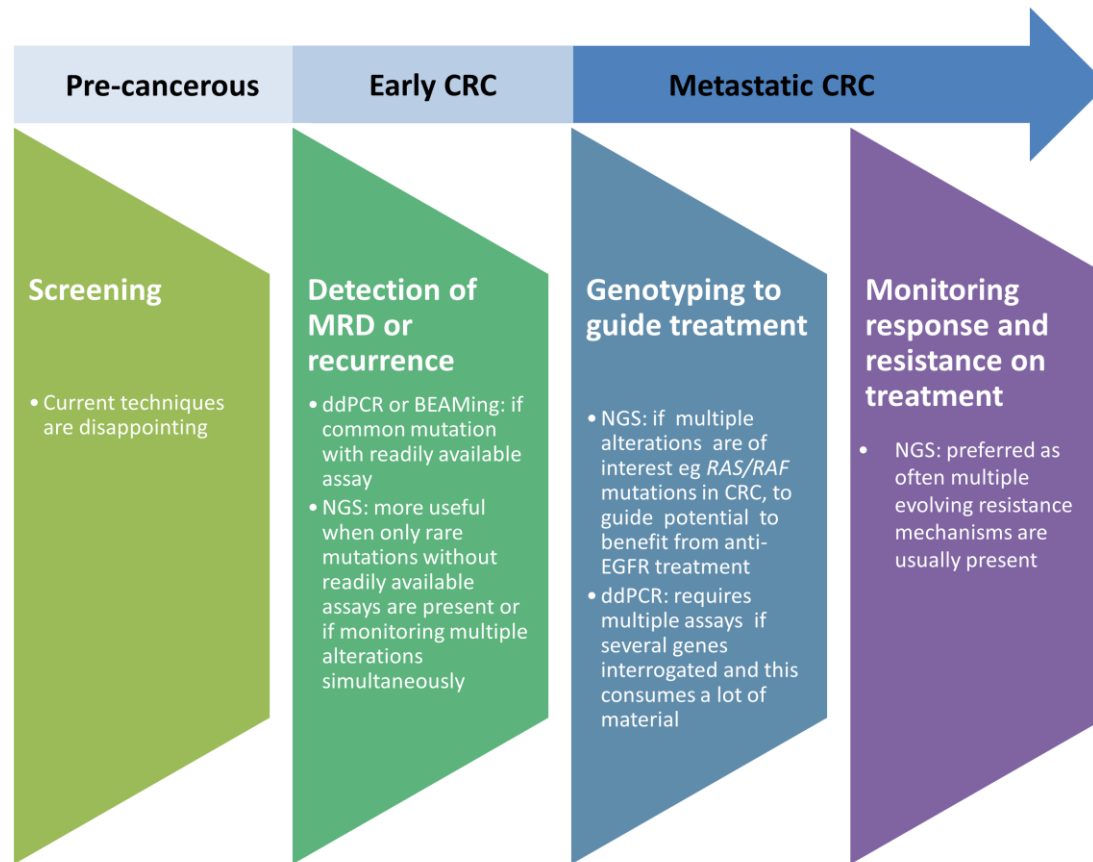 Pre-cancerous
Early CRC
Metastatic CRC
Screening
• Current techniques
are disappointing
Detection of
MRD or
recurrence
• ddPCR or BEAMing: if
common mutation
with readily available
assay
• NGS: more useful
when only rare
mutations without
readily available
assays are present or
if monitoring multiple
alterations
simultaneously
Genotyping to
guide treatment
• NGS: if multiple
alterations are of
interest eg RAS/RAF
mutations in CRC, to
guide potential to
benefit from anti-
EGFR treatment
• ddPCR: requires
multiple assays if
several genes
interrogated and this
consumes a lot of
material
Monitoring
response and
resistance on
treatment
• NGS: preferred as
often multiple
evolving resistance
mechanisms are
usually present